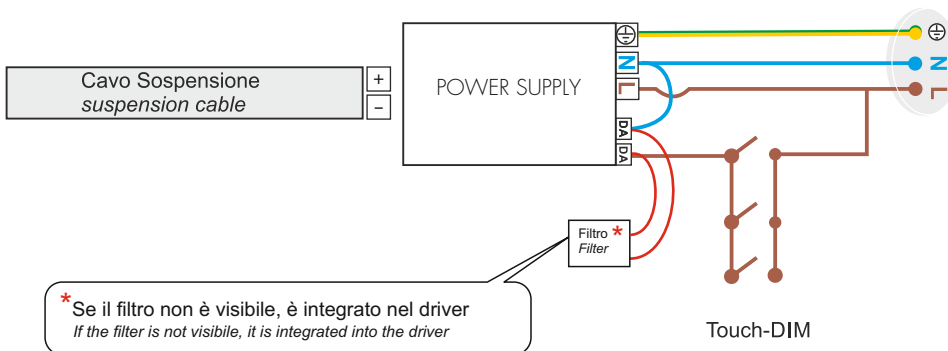 Cavo Sospensione
suspension cable
+
−
POWER SUPPLY
N
L
DA
DA
N
L
Filtro *
Filter
*Se il filtro non è visibile, è integrato nel driver
If the filter is not visible, it is integrated into the driver
Touch-DIM